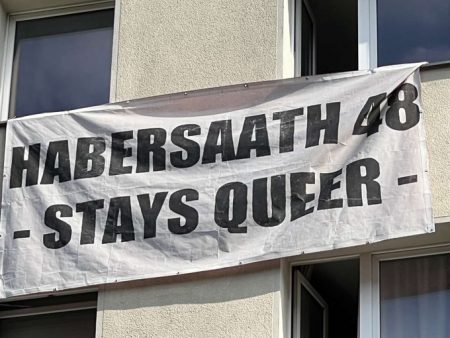 HABERSAATH 48
- STAYS QUEER -